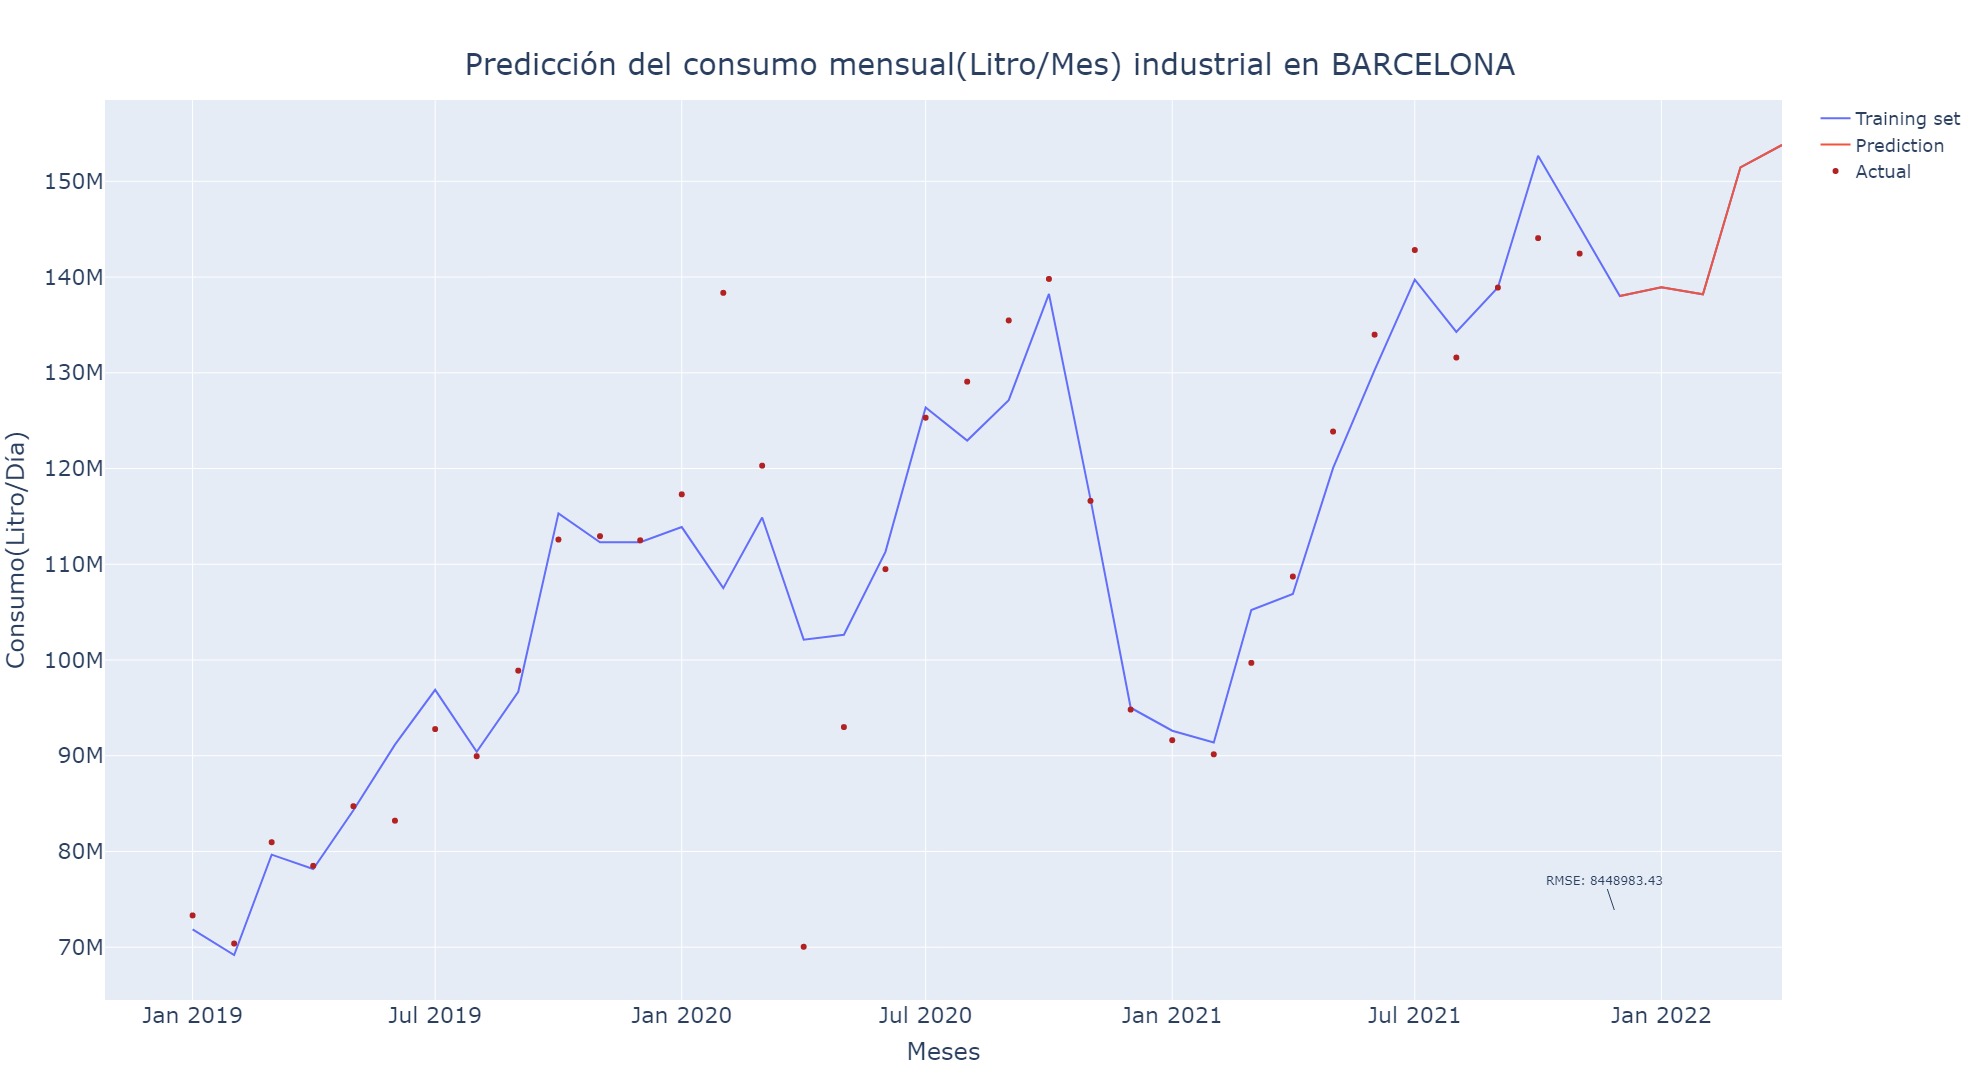 Predicción del consumo mensual(Litro/Mes) industrial en BARCELONA
Training set
Prediction
Actual
150M
140M
130M
120M
110M
100M
90M
80M
70M
Consumo(Litro/Día)
RMSE: 8448983.43
Jan 2019
Jul 2019
Jan 2020
Jul 2020
Jan 2021
Jul 2021
Jan 2022
Meses